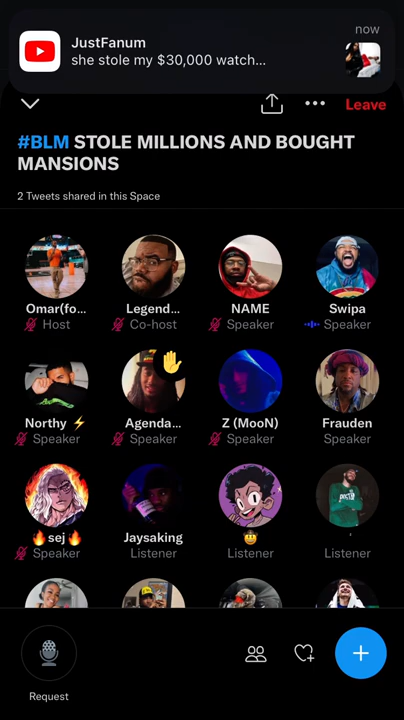 JustFanum
now
she stole my $30,000 watch...
Leave
#BLM STOLE MILLIONS AND BOUGHT
MANSIONS
2 Tweets shared in this Space
Omar(fo... Legend... NAME Swipa
Host Co-host Speaker Speaker
Northy ⚡ Agenda... Z (MooN) Frauden
Speaker Speaker Speaker Speaker
🔥sej🔥 Jaysaking 🤠 ,
Speaker Listener Listener Listener
Request